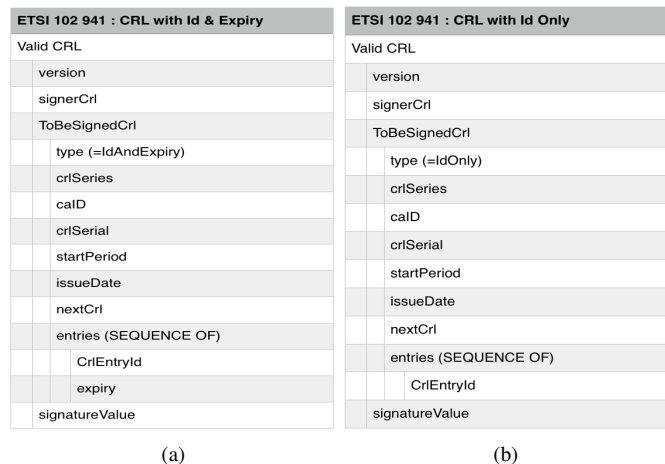 ETSI 102 941 : CRL with Id & Expiry
Valid CRL
version
signerCrl
ToBeSignedCrl
type (=IdAndExpiry)
crlSeries
caID
crlSerial
startPeriod
issueDate
nextCrl
entries (SEQUENCE OF)
CrlEntryId
expiry
signatureValue
(a)
ETSI 102 941 : CRL with Id Only
Valid CRL
version
signerCrl
ToBeSignedCrl
type (=IdOnly)
crlSeries
caID
crlSerial
startPeriod
issueDate
nextCrl
entries (SEQUENCE OF)
CrlEntryId
signatureValue
(b)